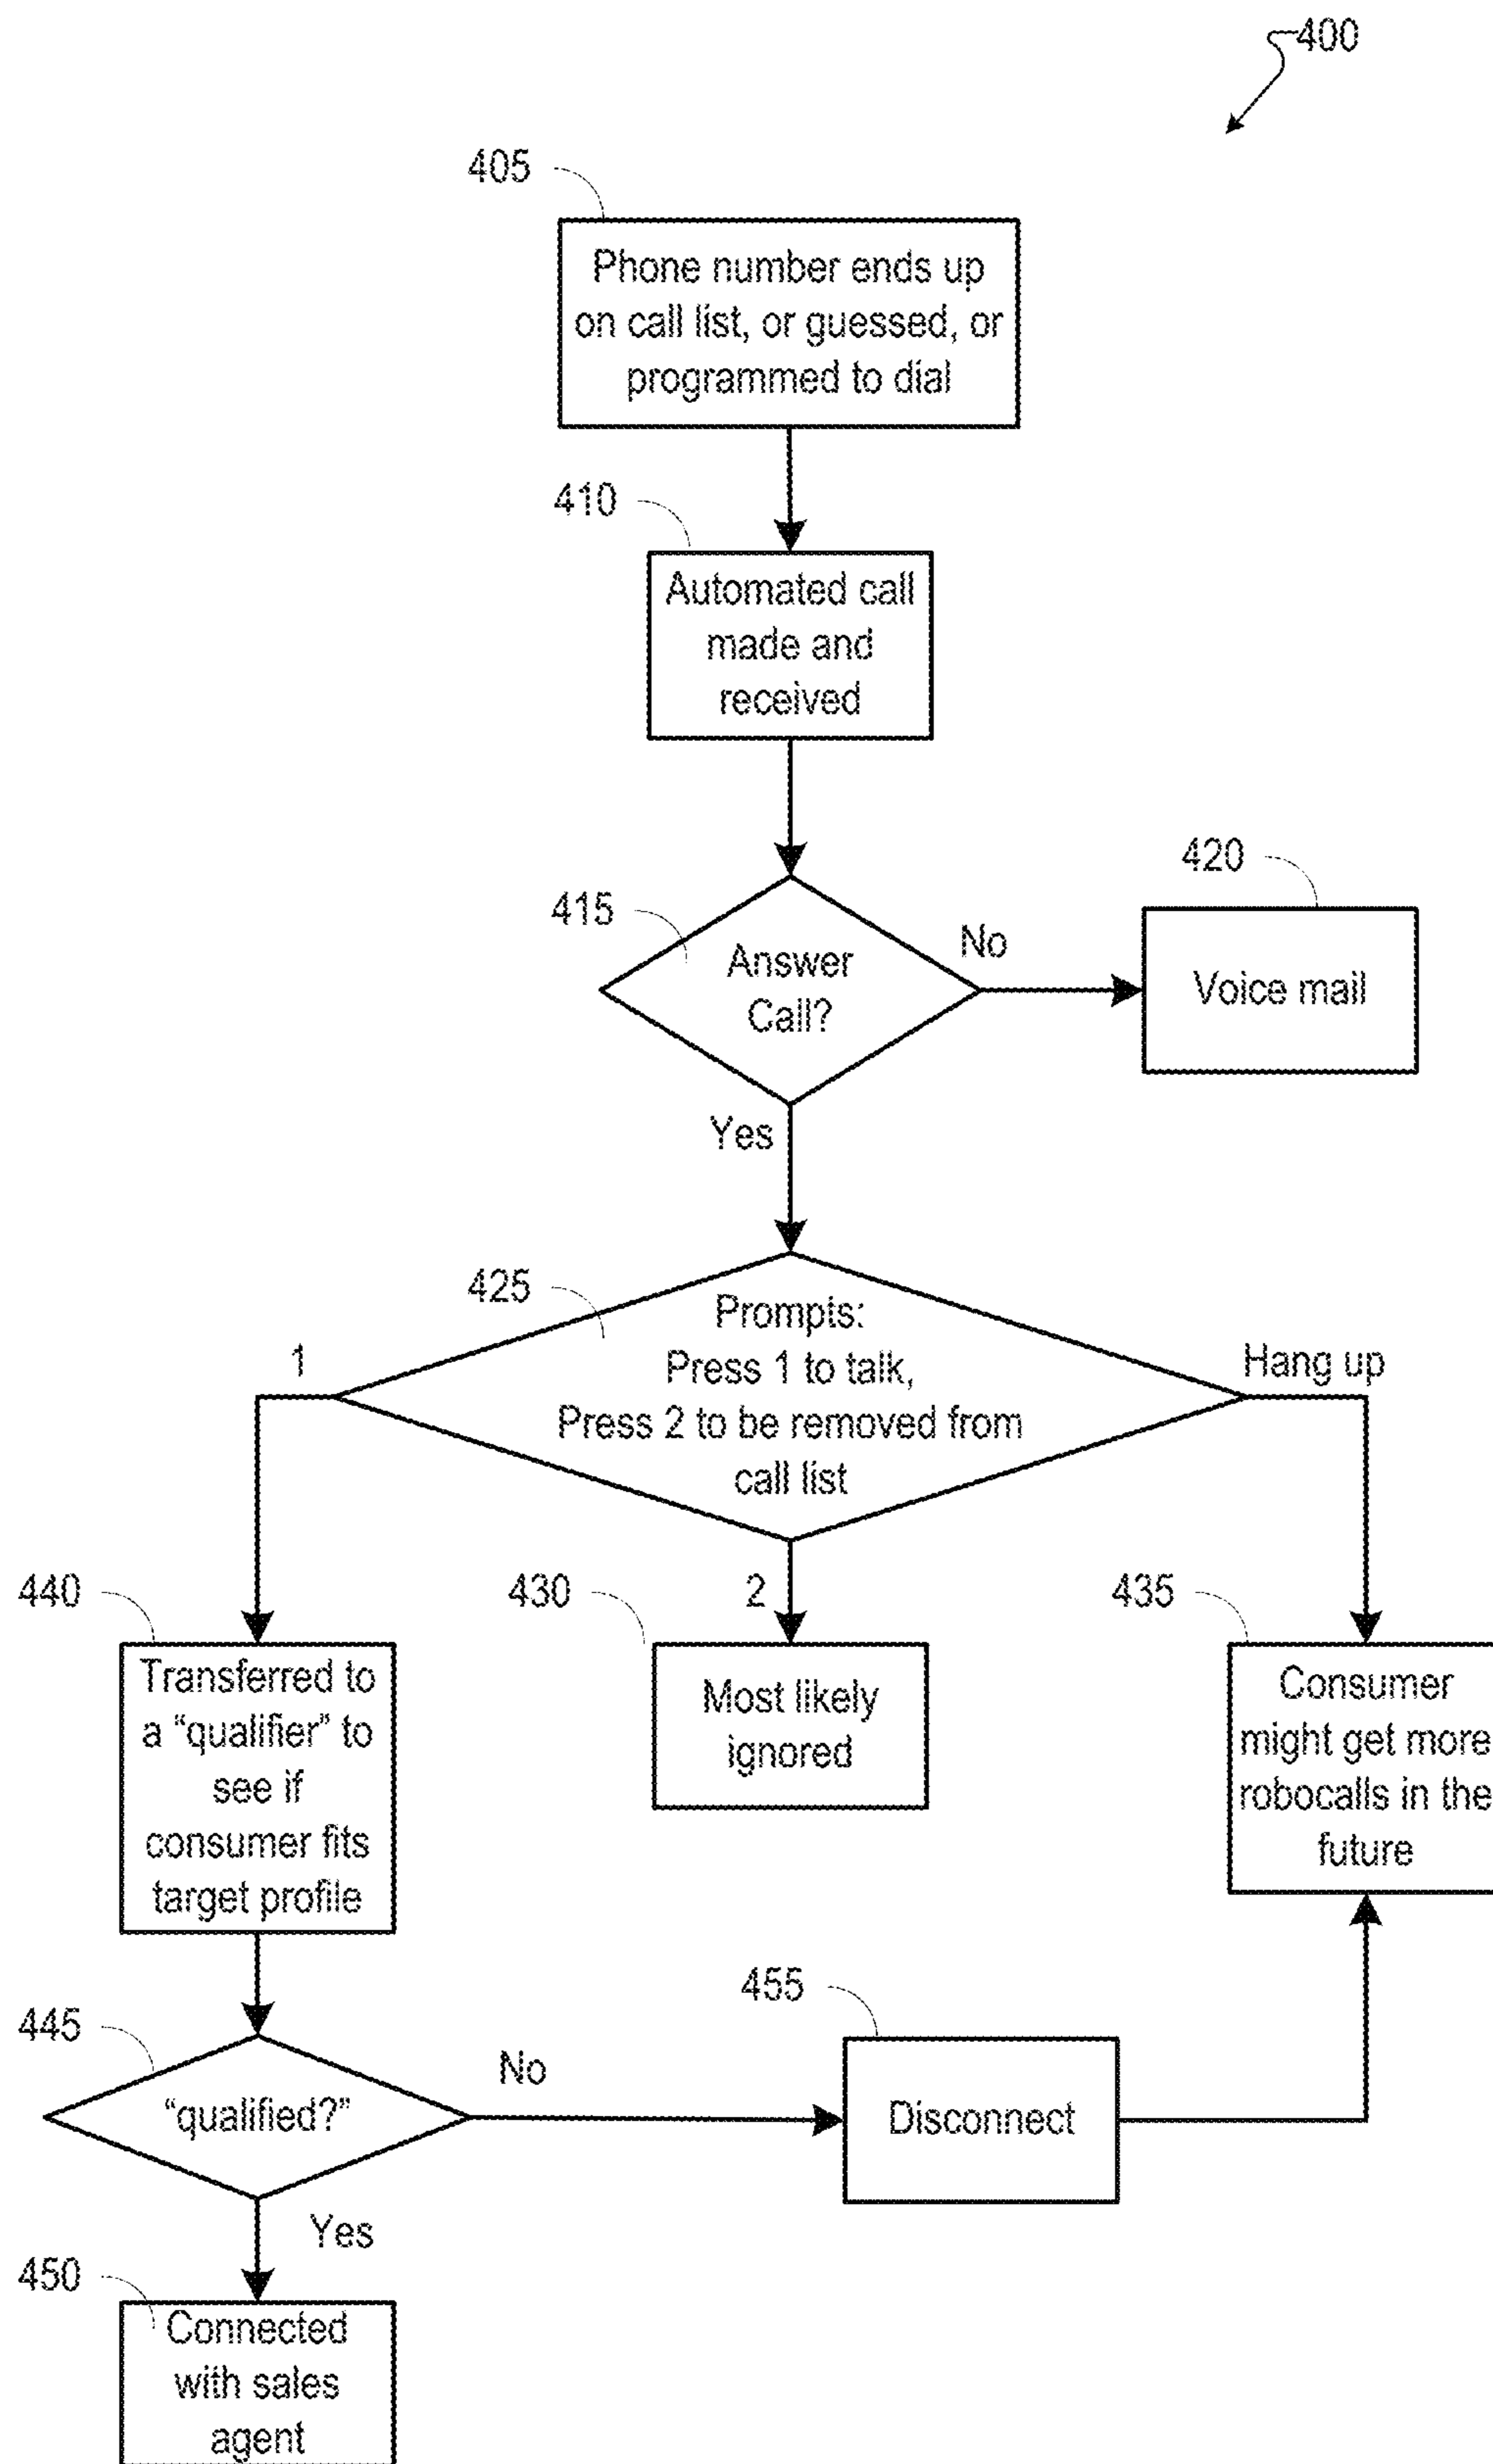 400
405
Phone number ends up
on call list, or guessed, or
programmed to dial
410
Automated call
made and
received
415
Answer
Call?
No
420
Voice mail
Yes
425
Prompts:
Press 1 to talk,
Press 2 to be removed from
call list
1
Hang up
2
440
Transferred to
a “qualifier” to
see if
consumer fits
target profile
430
Most likely
ignored
435
Consumer
might get more
robocalls in the
future
445
“qualified?”
No
455
Disconnect
Yes
450
Connected
with sales
agent